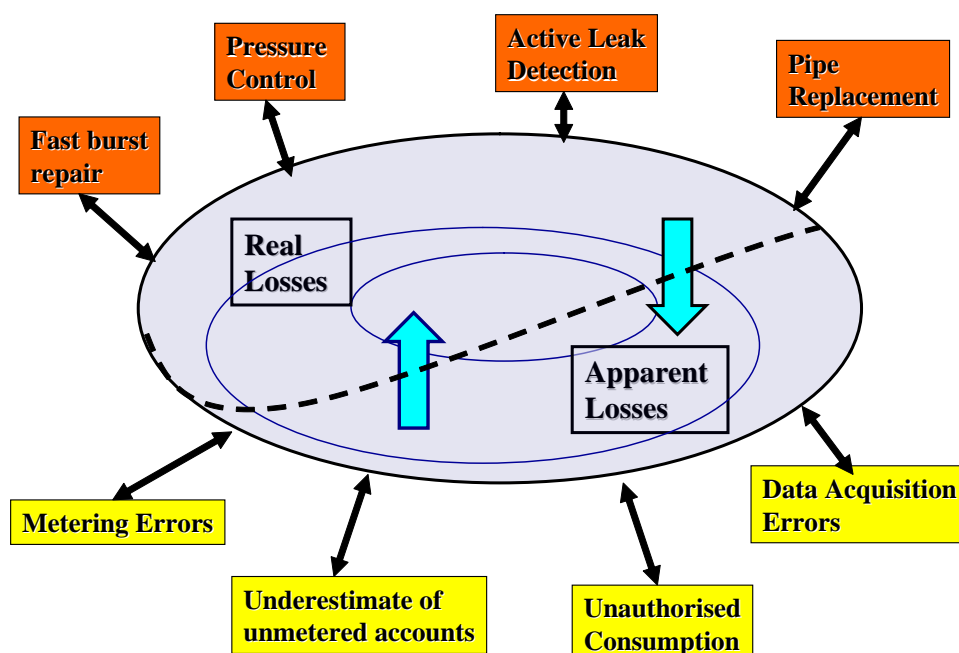 Pressure
Control
Active Leak
Detection
Pipe
Replacement
Fast burst
repair
Real
Losses
Apparent
Losses
Metering Errors
Data Acquisition
Errors
Underestimate of
unmetered accounts
Unauthorised
Consumption